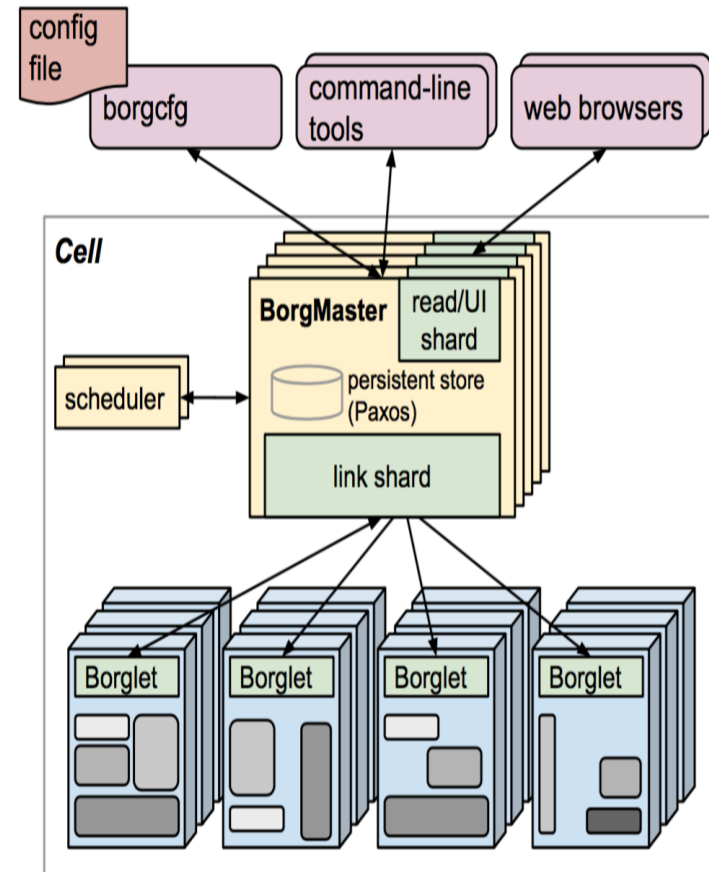 config
file
borgcfg
command-line
tools
web browsers
Cell
BorgMaster
read/UI
shard
scheduler
persistent store
(Paxos)
link shard
Borglet
Borglet
Borglet
Borglet